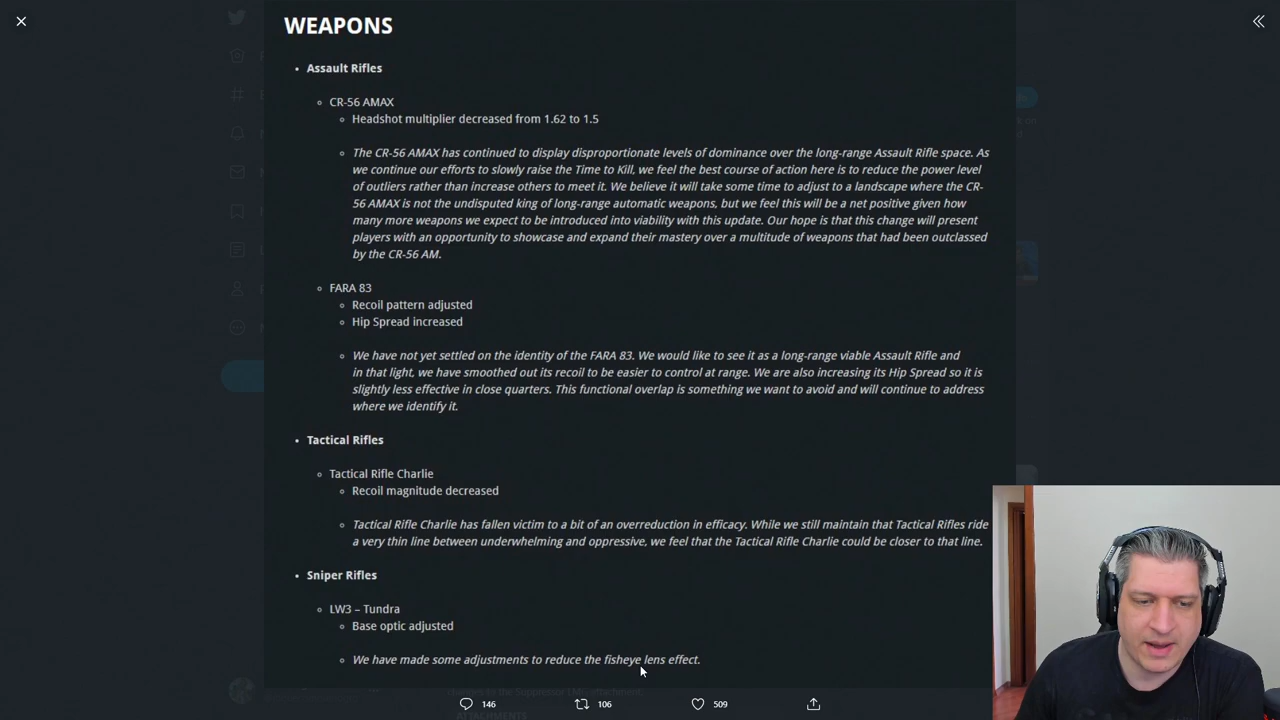 WEAPONS
• Assault Rifles
CR-56 AMAX
Headshot multiplier decreased from 1.62 to 1.5
The CR-56 AMAX has continued to display disproportionate levels of dominance over the long-range Assault Rifle space. As
we continue our efforts to slowly raise the Time to Kill, we feel the best course of action here is to reduce the power level
of outliers rather than increase others to meet it. We believe it will take some time to adjust to a landscape where the CR-
56 AMAX is not the undisputed king of long-range automatic weapons, but we feel this will be a net positive given how
many more weapons we expect to be introduced into viability with this update. Our hope is that this change will present
players with an opportunity to showcase and expand their mastery over a multitude of weapons that had been outclassed
by the CR-56 AM.
FARA 83
Recoil pattern adjusted
Hip Spread increased
We have not yet settled on the identity of the FARA 83. We would like to see it as a long-range viable Assault Rifle and
in that light, we have smoothed out its recoil to be easier to control at range. We are also increasing its Hip Spread so it is
slightly less effective in close quarters. This functional overlap is something we want to avoid and will continue to address
where we identify it.
• Tactical Rifles
Tactical Rifle Charlie
Recoil magnitude decreased
Tactical Rifle Charlie has fallen victim to a bit of an overreduction in efficacy. While we still maintain that Tactical Rifles ride
a very thin line between underwhelming and oppressive, we feel that the Tactical Rifle Charlie could be closer to that line.
• Sniper Rifles
LW3 – Tundra
Base optic adjusted
We have made some adjustments to reduce the fisheye lens effect.
146 106 509
ATTACHMENTS